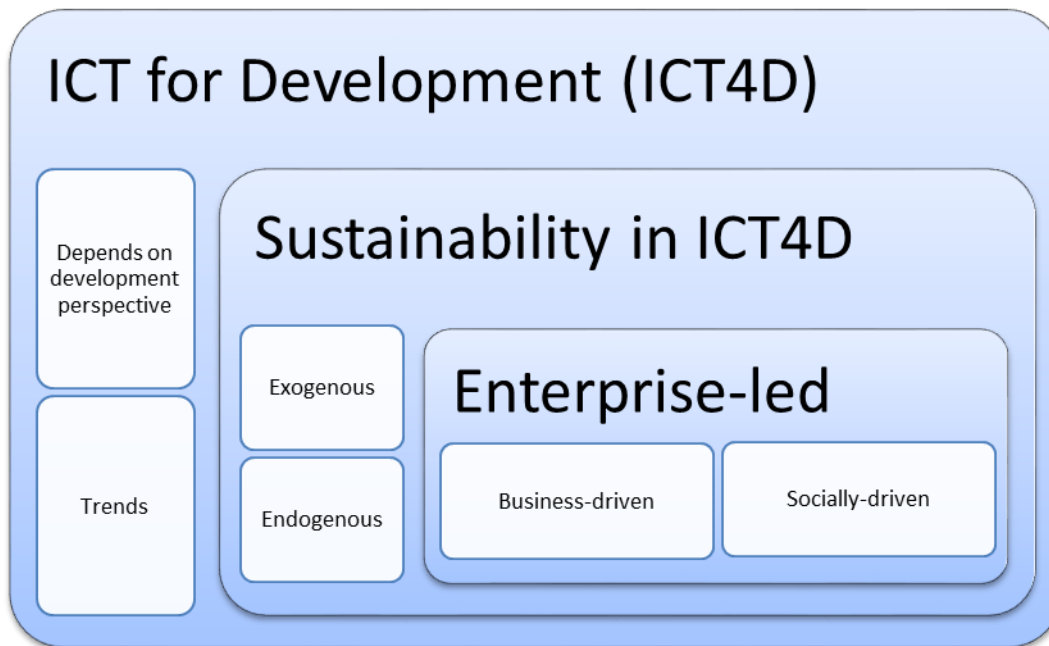 ICT for Development (ICT4D)
Depends on
development
perspective
Trends
Sustainability in ICT4D
Exogenous
Endogenous
Enterprise-led
Business-driven
Socially-driven